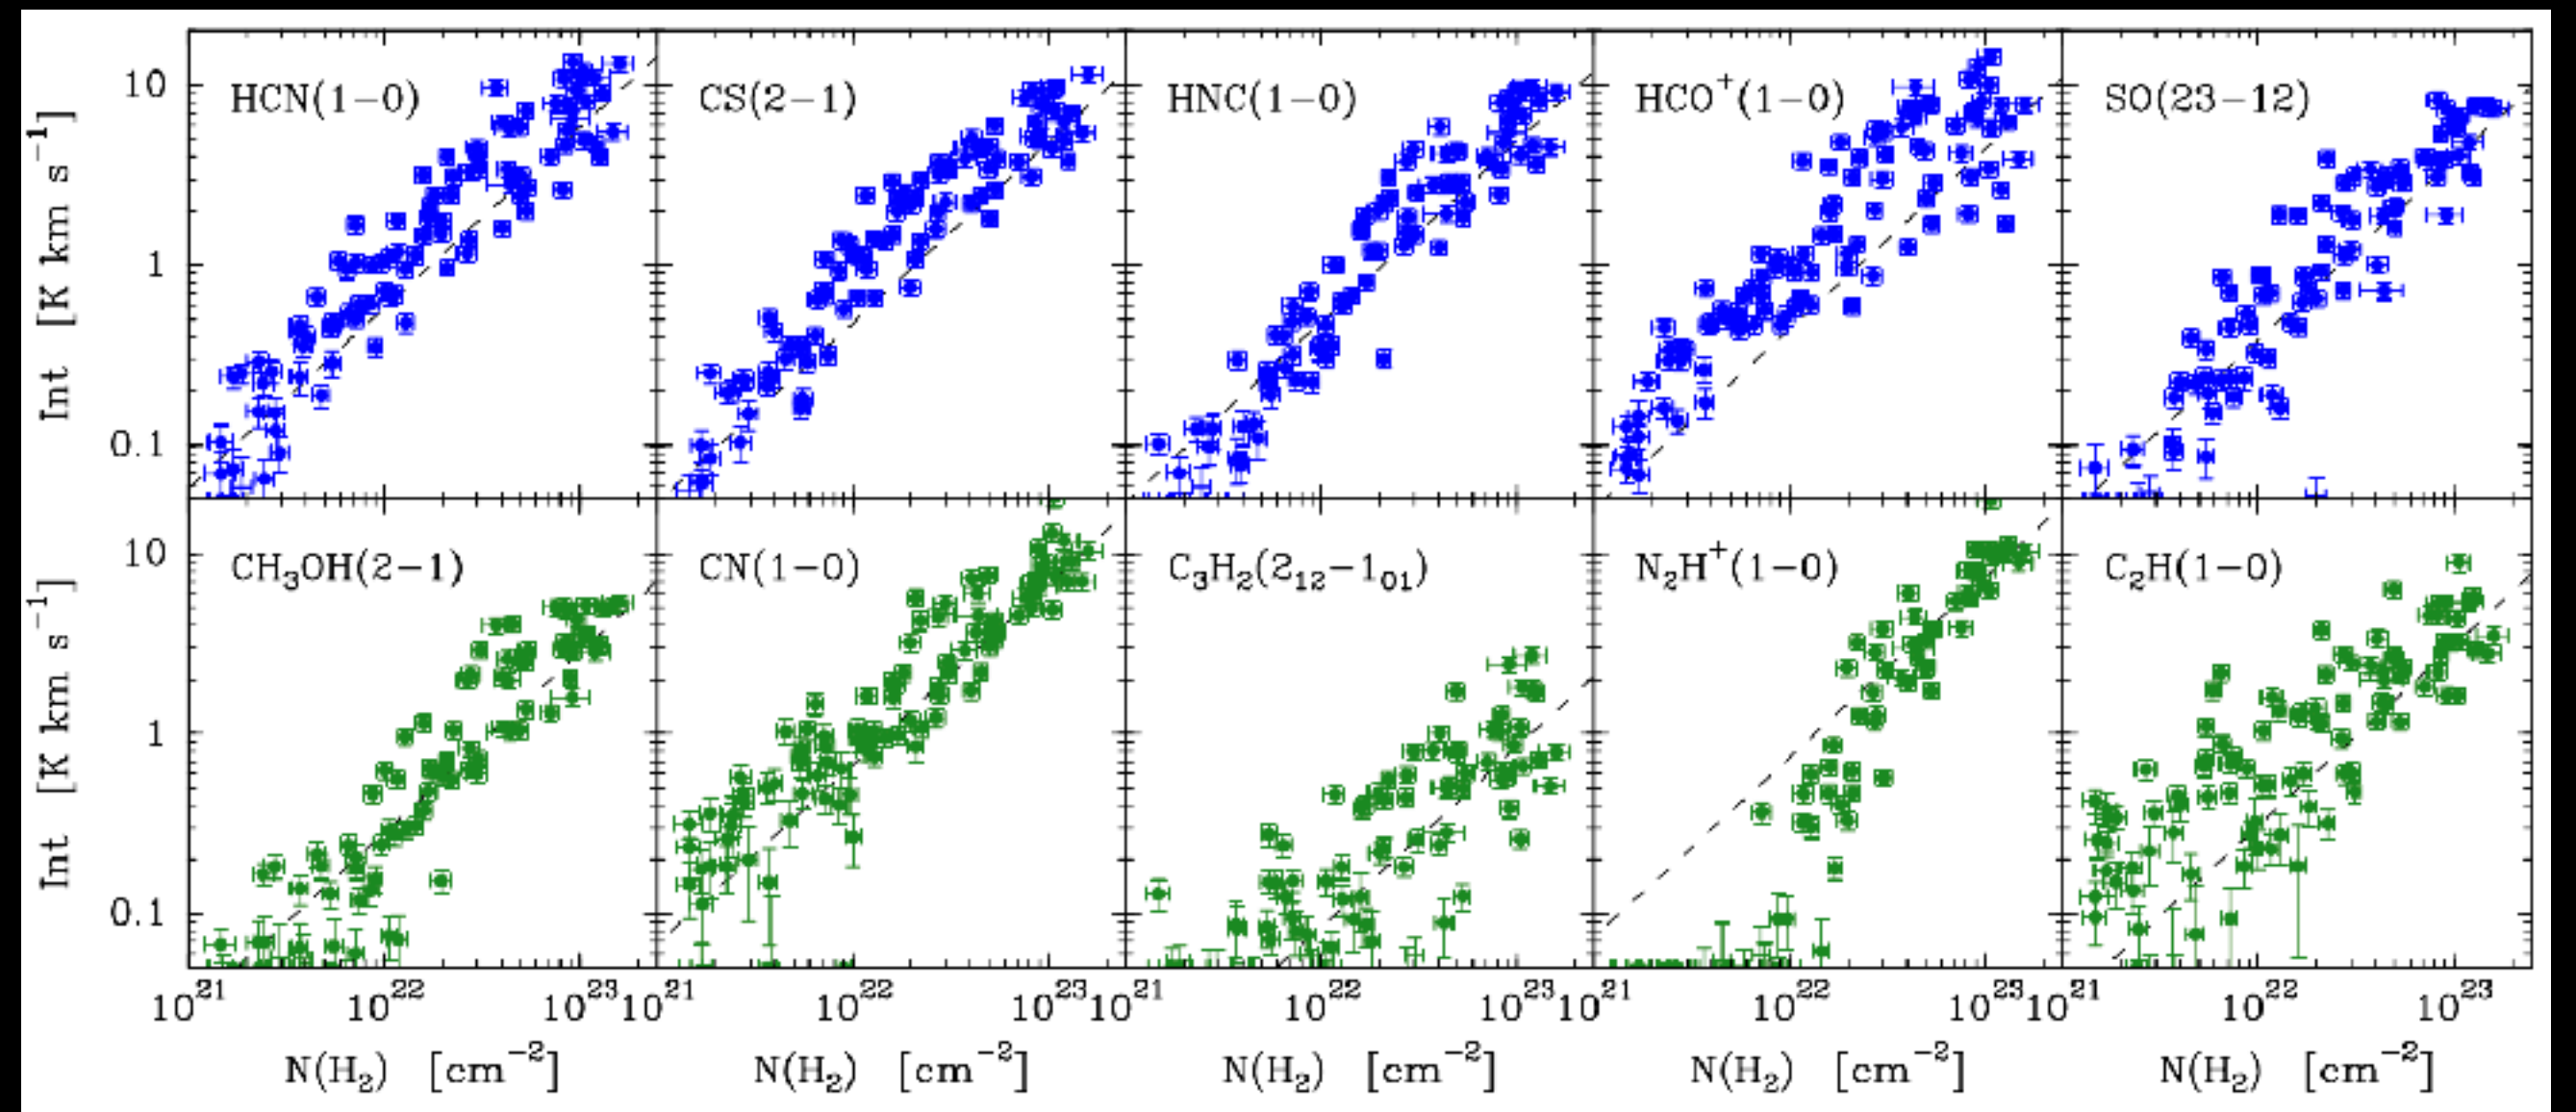 HCN(1−0) CS(2−1) HNC(1−0) HCO⁺(1−0) SO(23−12)
10
1
0.1
Int [K km s⁻¹]
CH₃OH(2−1) CN(1−0) C₃H₂(2₁₂−1₀₁) N₂H⁺(1−0) C₂H(1−0)
10
1
0.1
Int [K km s⁻¹]
10²¹ 10²² 10²³ 10²¹ 10²² 10²³ 10²¹ 10²² 10²³ 10²¹ 10²² 10²³ 10²¹ 10²² 10²³
N(H₂) [cm⁻²] N(H₂) [cm⁻²] N(H₂) [cm⁻²] N(H₂) [cm⁻²] N(H₂) [cm⁻²]